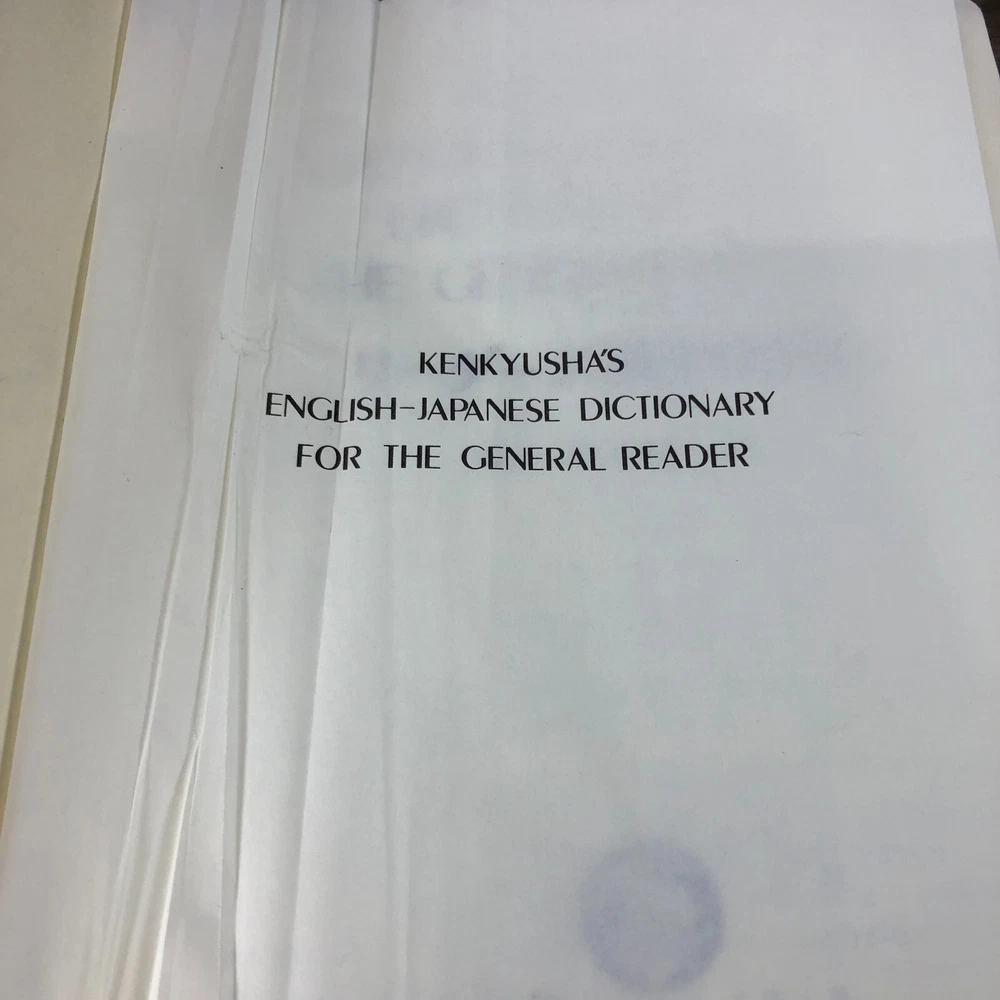 KENKYUSHA'S
ENGLISH-JAPANESE DICTIONARY
FOR THE GENERAL READER